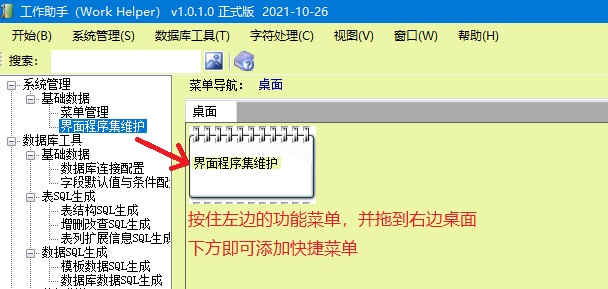 工作助手（Work Helper） v1.0.1.0 正式版 2021-10-26
开始(B) 系统管理(S) 数据库工具(T) 字符处理(C) 视图(V) 窗口(W) 帮助(H)
搜索：
菜单导航： 桌面
桌面
系统管理
基础数据
菜单管理
界面程序集维护
数据库工具
基础数据
数据库连接配置
字段默认值与条件配
表SQL生成
表结构SQL生成
增删改查SQL生成
表列扩展信息SQL生成
数据SQL生成
模板数据SQL生成
数据库数据SQL生成
界面程序集维护
按住左边的功能菜单，并拖到右边桌面
下方即可添加快捷菜单